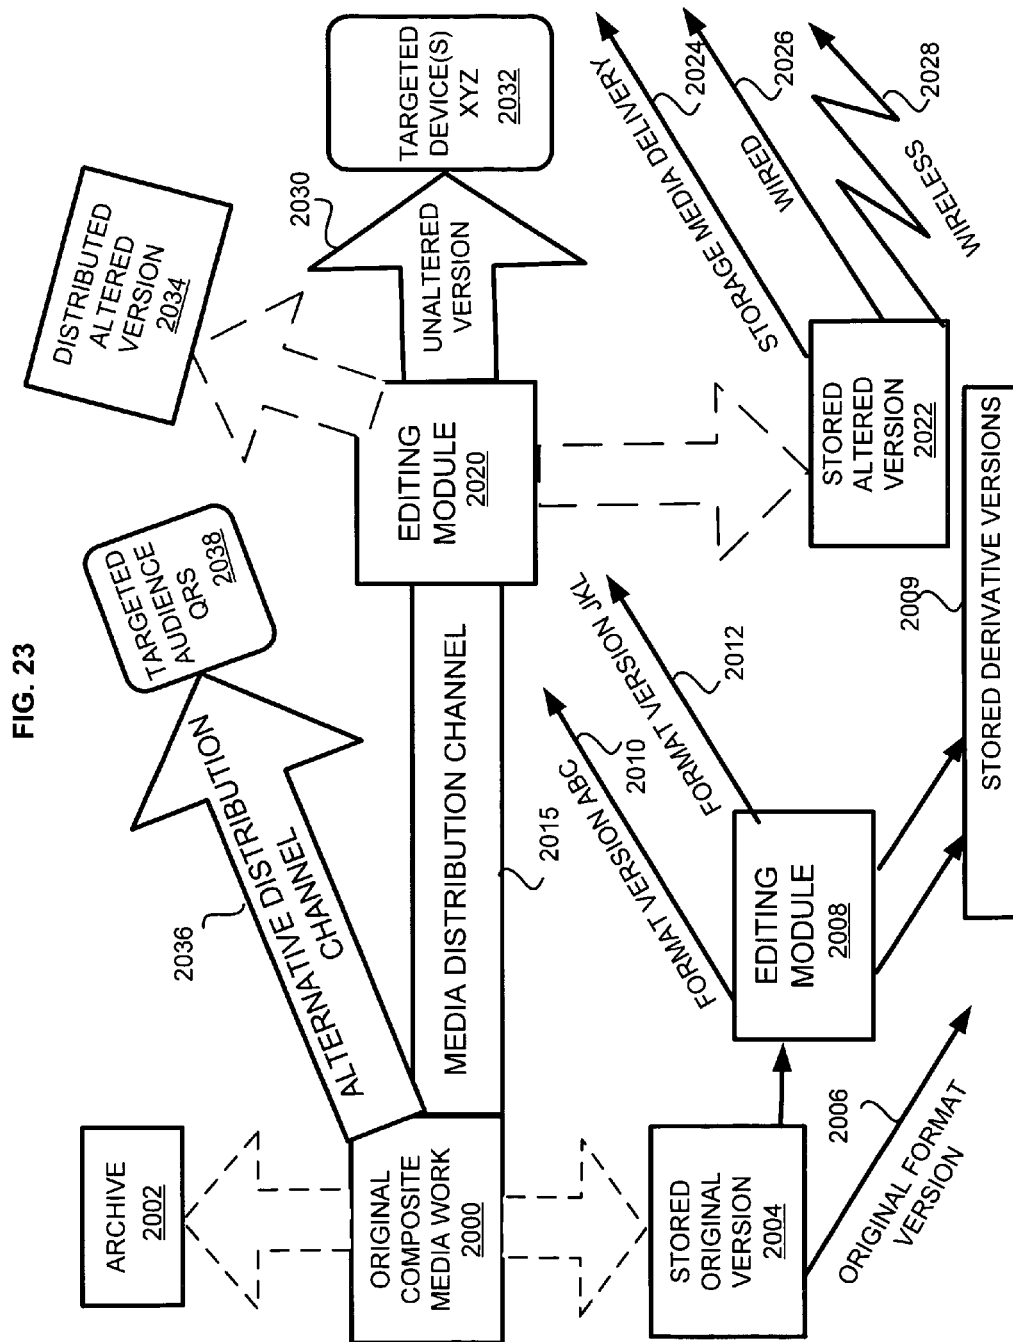 FIG. 23
ARCHIVE
2002
ORIGINAL
COMPOSITE
MEDIA WORK
2000
2036
ALTERNATIVE DISTRIBUTION
CHANNEL
TARGETED
AUDIENCE
QRS
2038
DISTRIBUTED
ALTERED
VERSION
2034
MEDIA DISTRIBUTION CHANNEL
2015
EDITING
MODULE
2020
UNALTERED
VERSION
2030
TARGETED
DEVICE(S)
XYZ
2032
STORED
ORIGINAL
VERSION
2004
2006
ORIGINAL FORMAT
VERSION
EDITING
MODULE
2008
FORMAT VERSION ABC
2010
FORMAT VERSION JKL
2012
2009
STORED DERIVATIVE VERSIONS
STORED
ALTERED
VERSION
2022
STORAGE MEDIA DELIVERY
2024
WIRED
2026
WIRELESS
2028